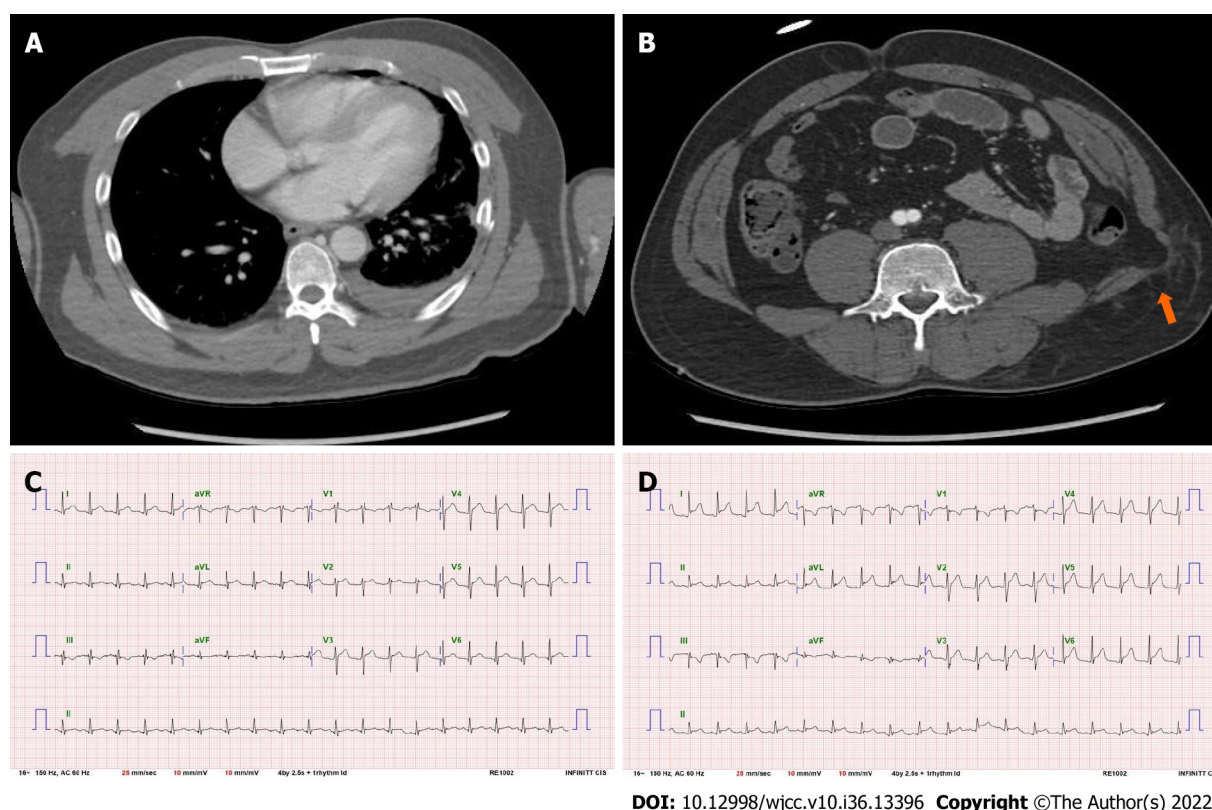 A
B
C
I aVR V1 V4
II aVL V2 V5
III aVF V3 V6
II
16~ 150 Hz, AC 60 Hz 25 mm/sec 10 mm/mV 10 mm/mV 4by 2.5s + 1rhythm ld RE1002 INFINITT CIS
D
I aVR V1 V4
II aVL V2 V5
III aVF V3 V6
II
16~ 150 Hz, AC 60 Hz 25 mm/sec 10 mm/mV 10 mm/mV 4by 2.5s + 1rhythm ld RE1002 INFINITT C
DOI: 10.12998/wjcc.v10.i36.13396 Copyright ©The Author(s) 2022